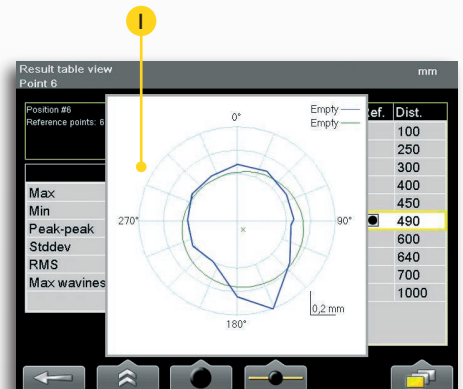 I
Result table view
mm
Point 6
Position #6
Reference points: 6
Empty
Empty
0°
270°
90°
180°
0,2 mm
Dist.
100
250
300
400
450
490
600
640
700
1000
Max
Min
Peak-peak
Stddev
RMS
Max